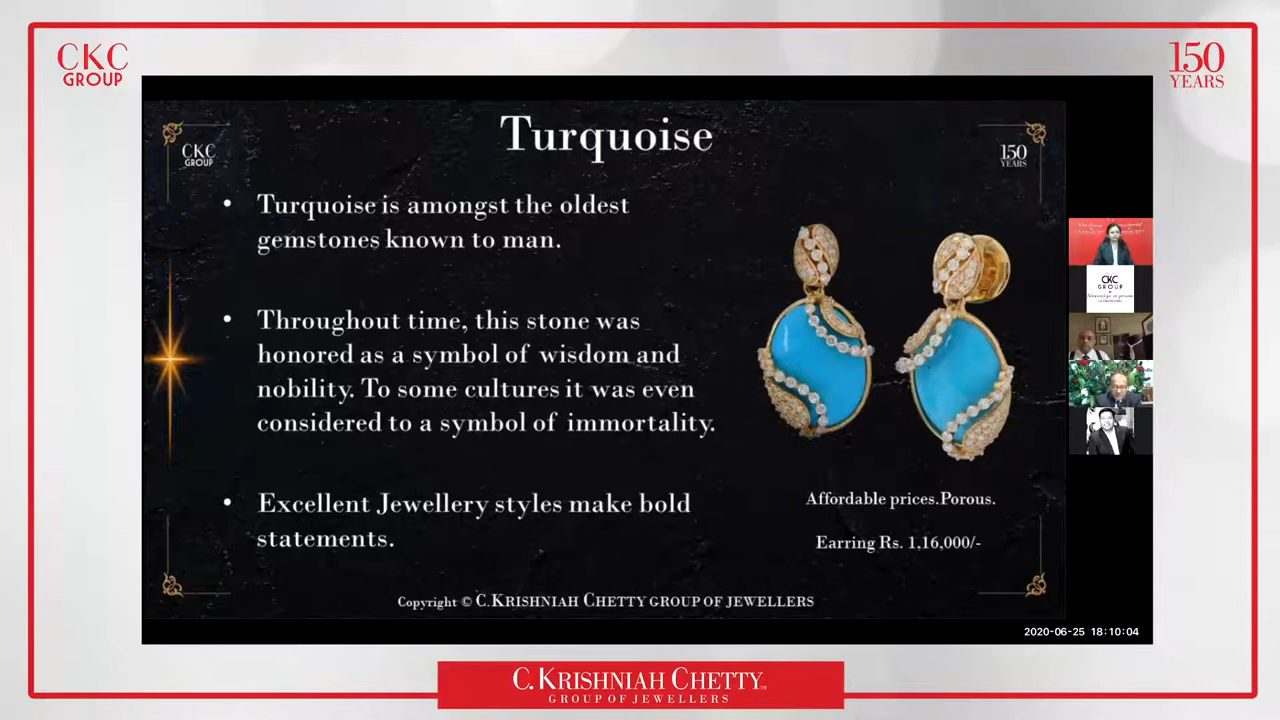 CKC
GROUP
150
YEARS
Turquoise
CKC
GROUP
150
YEARS
• Turquoise is amongst the oldest
gemstones known to man.
• Throughout time, this stone was
honored as a symbol of wisdom and
nobility. To some cultures it was even
considered to a symbol of immortality.
• Excellent Jewellery styles make bold
statements.
Affordable prices.Porous.
Earring Rs. 1,16,000/-
Copyright © C.KRISHNIAH CHETTY GROUP OF JEWELLERS
CKC
GROUP
2020-06-25 18:10:04
C. KRISHNIAH CHETTY™
GROUP OF JEWELLERS